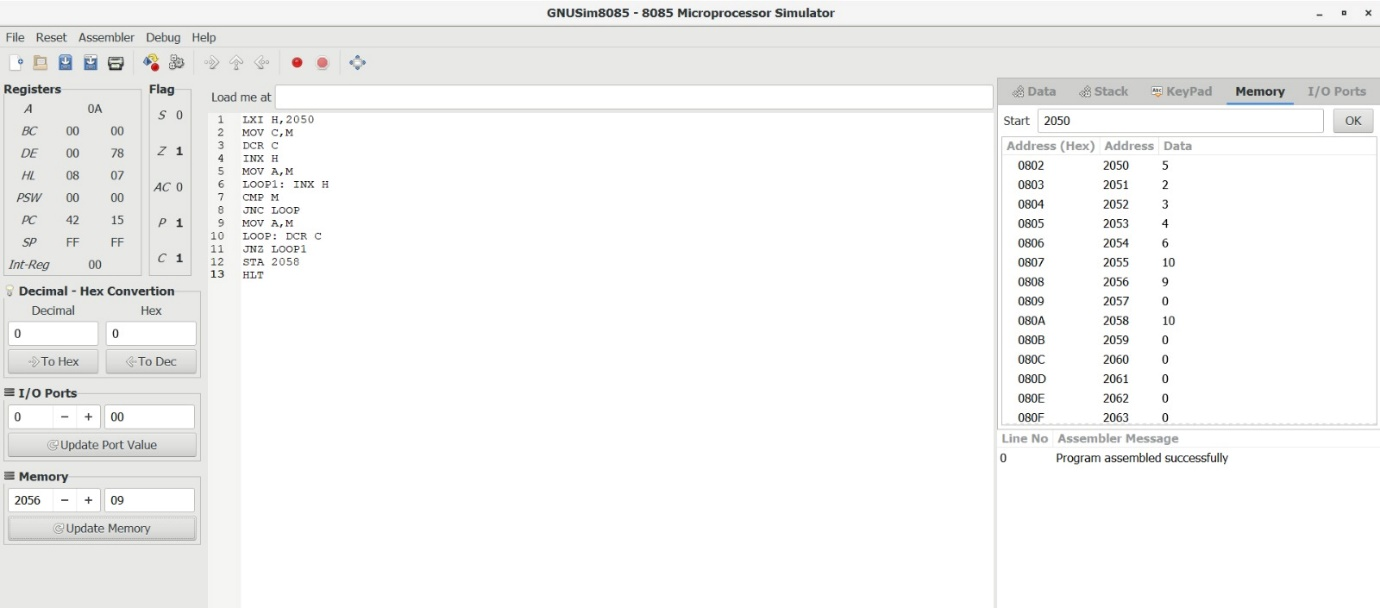 GNUSim8085 - 8085 Microprocessor Simulator
File Reset Assembler Debug Help
Registers
A 0A
BC 00 00
DE 00 78
HL 08 07
PSW 00 00
PC 42 15
SP FF FF
Int-Reg 00
Flag
S 0
Z 1
AC 0
P 1
C 1
Decimal - Hex Convertion
Decimal Hex
0 0
To Hex To Dec
I/O Ports
0 − + 00
Update Port Value
Memory
2056 − + 09
Update Memory
Load me at
1 LXI H,2050
2 MOV C,M
3 DCR C
4 INX H
5 MOV A,M
6 LOOP1: INX H
7 CMP M
8 JNC LOOP
9 MOV A,M
10 LOOP: DCR C
11 JNZ LOOP1
12 STA 2058
13 HLT
Data Stack Abc KeyPad Memory I/O Ports
Start 2050 OK
Address (Hex) Address Data
0802 2050 5
0803 2051 2
0804 2052 3
0805 2053 4
0806 2054 6
0807 2055 10
0808 2056 9
0809 2057 0
080A 2058 10
080B 2059 0
080C 2060 0
080D 2061 0
080E 2062 0
080F 2063 0
Line No Assembler Message
0 Program assembled successfully